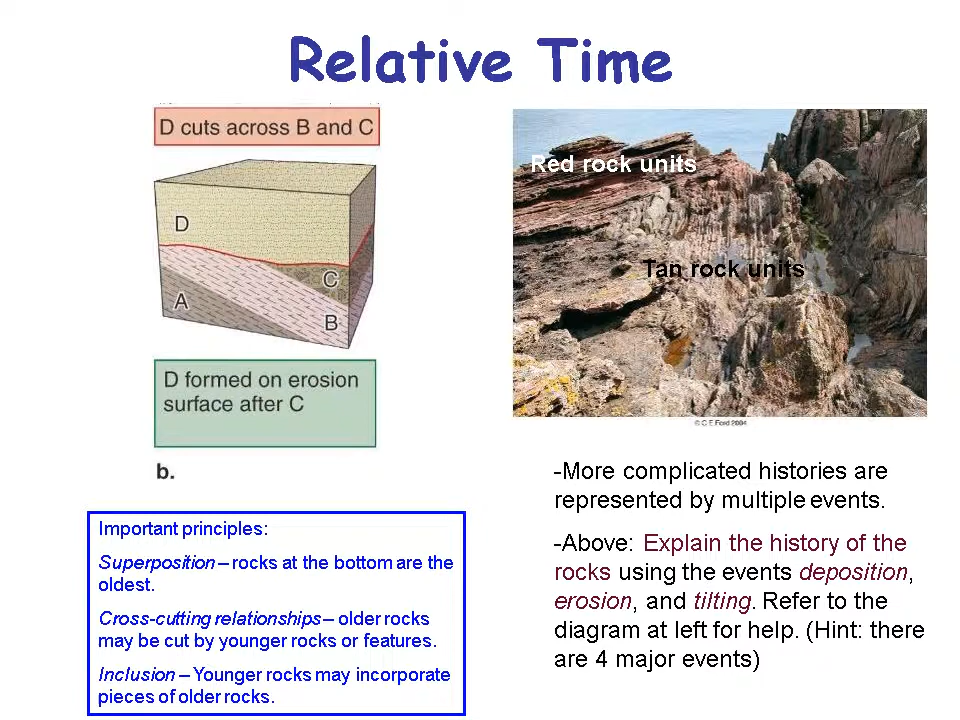 Relative Time
D cuts across B and C
D
C
A
B
D formed on erosion
surface after C
b.
Important principles:
Superposition – rocks at the bottom are the
oldest.
Cross-cutting relationships – older rocks
may be cut by younger rocks or features.
Inclusion – Younger rocks may incorporate
pieces of older rocks.
Red rock units
Tan rock units
© C.E.Ford 2004
-More complicated histories are
represented by multiple events.
-Above: Explain the history of the
rocks using the events deposition,
erosion, and tilting. Refer to the
diagram at left for help. (Hint: there
are 4 major events)